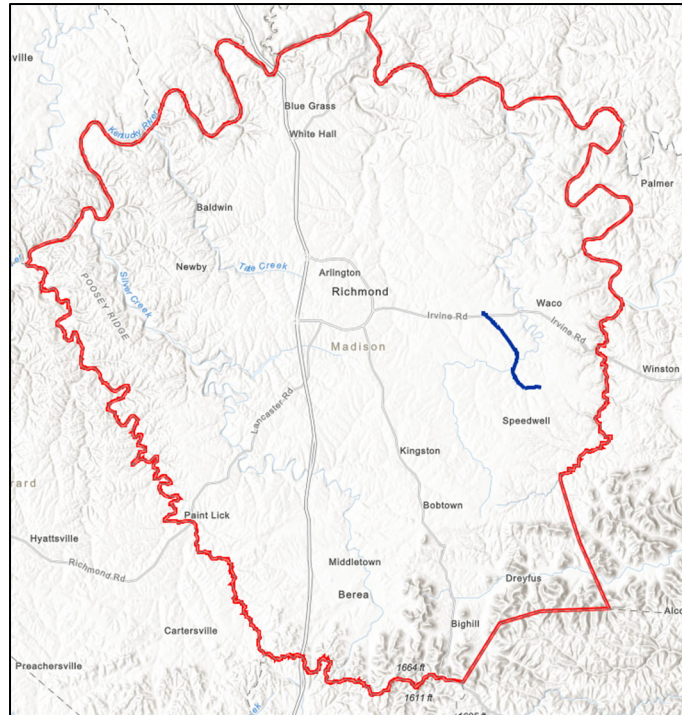 ville
Blue Grass
White Hall
Kentucky River
Palmer
Baldwin
Newby
Tate Creek
Arlington
Richmond
POOSEY RIDGE
Silver Creek
Irvine Rd
Waco
Irvine Rd
Madison
Winston
Lancaster Rd
Speedwell
Kingston
rard
Bobtown
Paint Lick
Hyattsville
Richmond Rd
Middletown
Dreyfus
Berea
Alco
Bighill
Cartersville
Preachersville
1664 ft
1611 ft